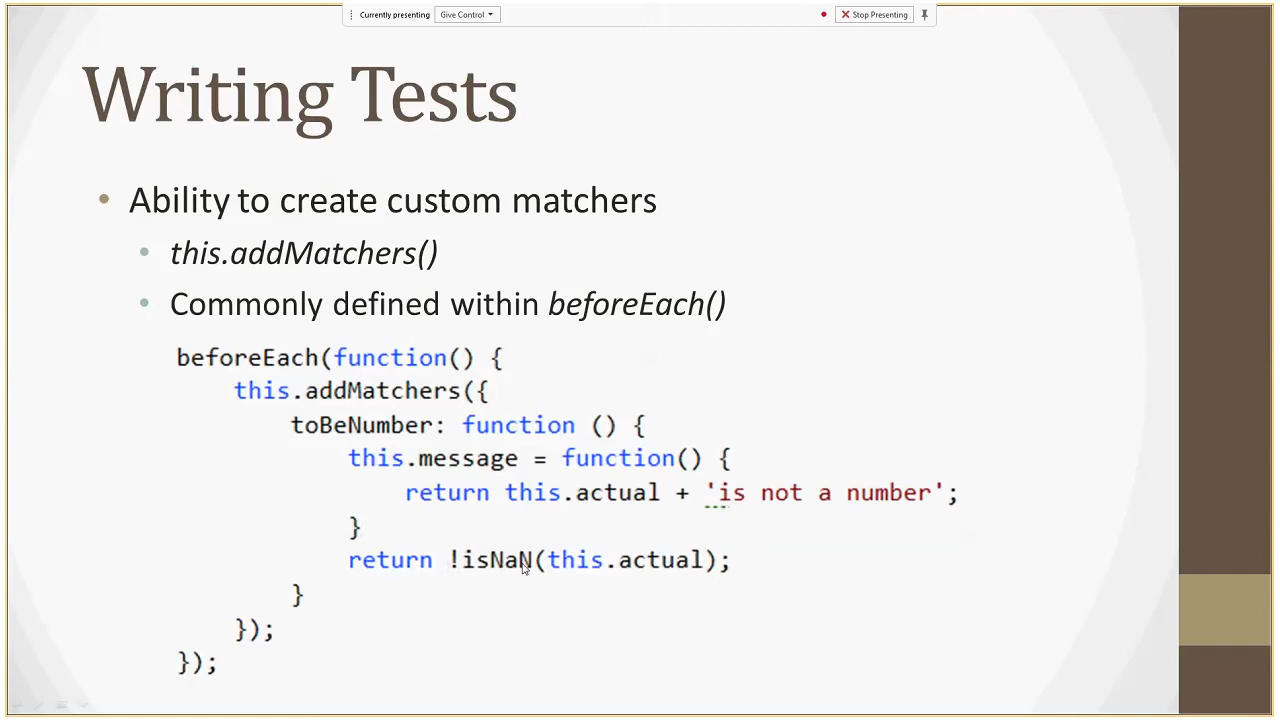 Currently presenting Give Control Stop Presenting
Writing Tests
• Ability to create custom matchers
• this.addMatchers()
• Commonly defined within beforeEach()
beforeEach(function() {
    this.addMatchers({
        toBeNumber: function () {
            this.message = function() {
                return this.actual + 'is not a number';
            }
            return !isNaN(this.actual);
        }
    });
});